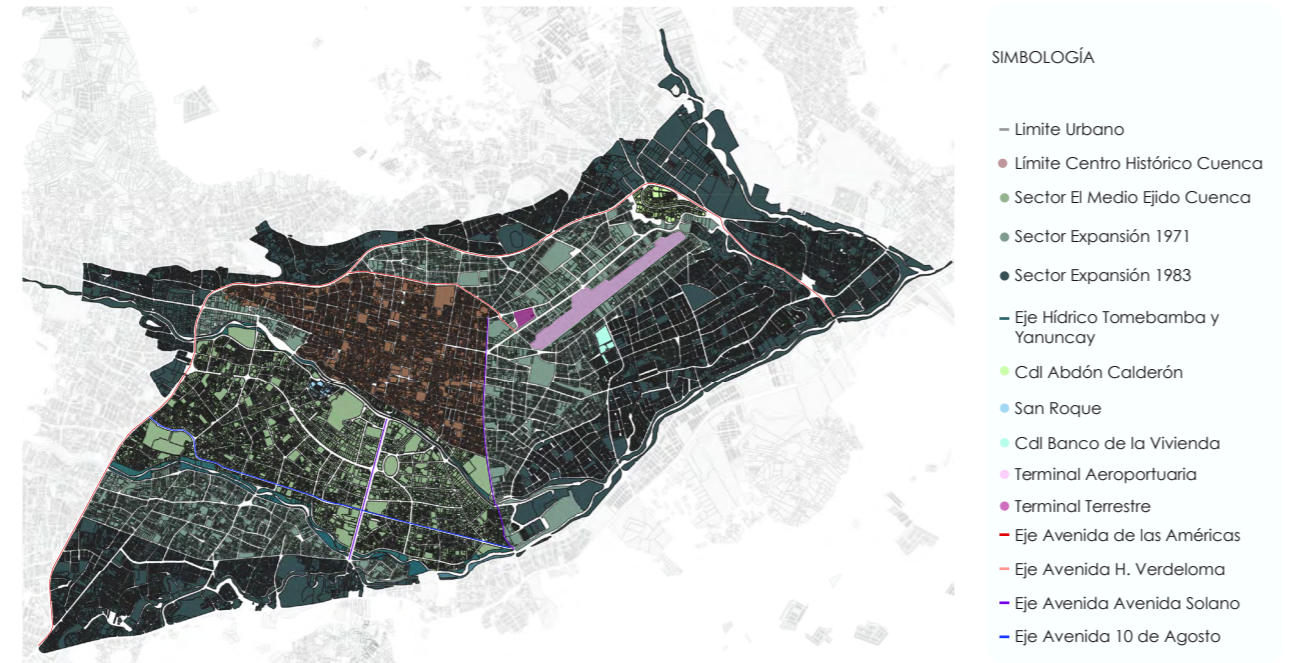 SIMBOLOGÍA
Limite Urbano
Límite Centro Histórico Cuenca
Sector El Medio Ejido Cuenca
Sector Expansión 1971
Sector Expansión 1983
Eje Hídrico Tomebamba y
Yanuncay
Cdl Abdón Calderón
San Roque
Cdl Banco de la Vivienda
Terminal Aeroportuaria
Terminal Terrestre
Eje Avenida de las Américas
Eje Avenida H. Verdeloma
Eje Avenida Avenida Solano
Eje Avenida 10 de Agosto